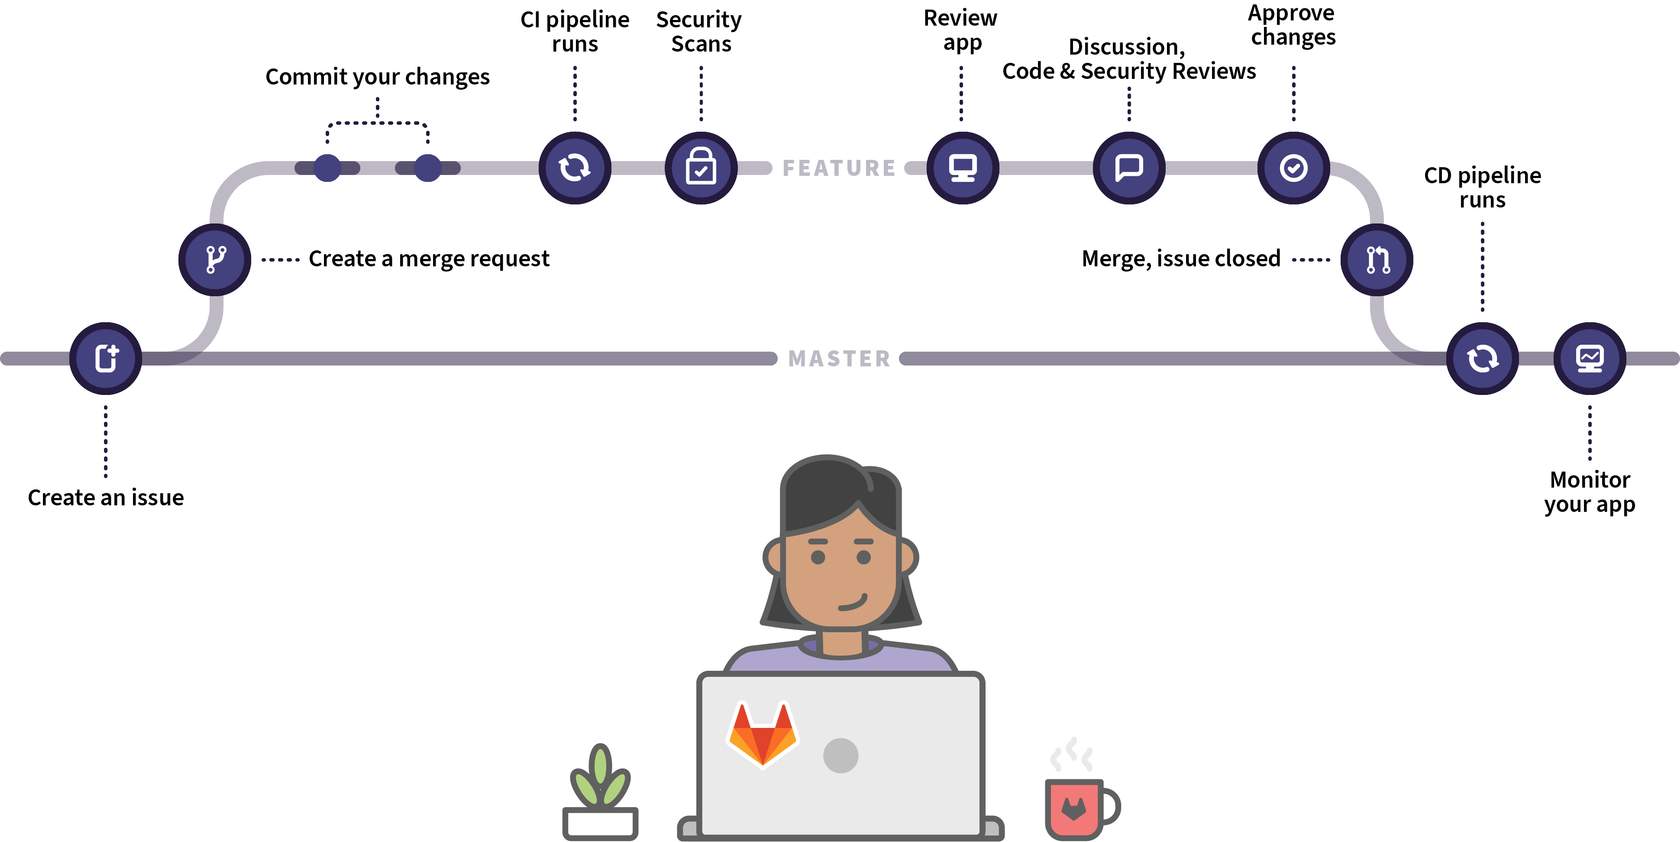 CI pipeline
runs
Security
Scans
Review
app
Approve
changes
Discussion,
Code & Security Reviews
Commit your changes
FEATURE
CD pipeline
runs
Create a merge request
Merge, issue closed
MASTER
Create an issue
Monitor
your app